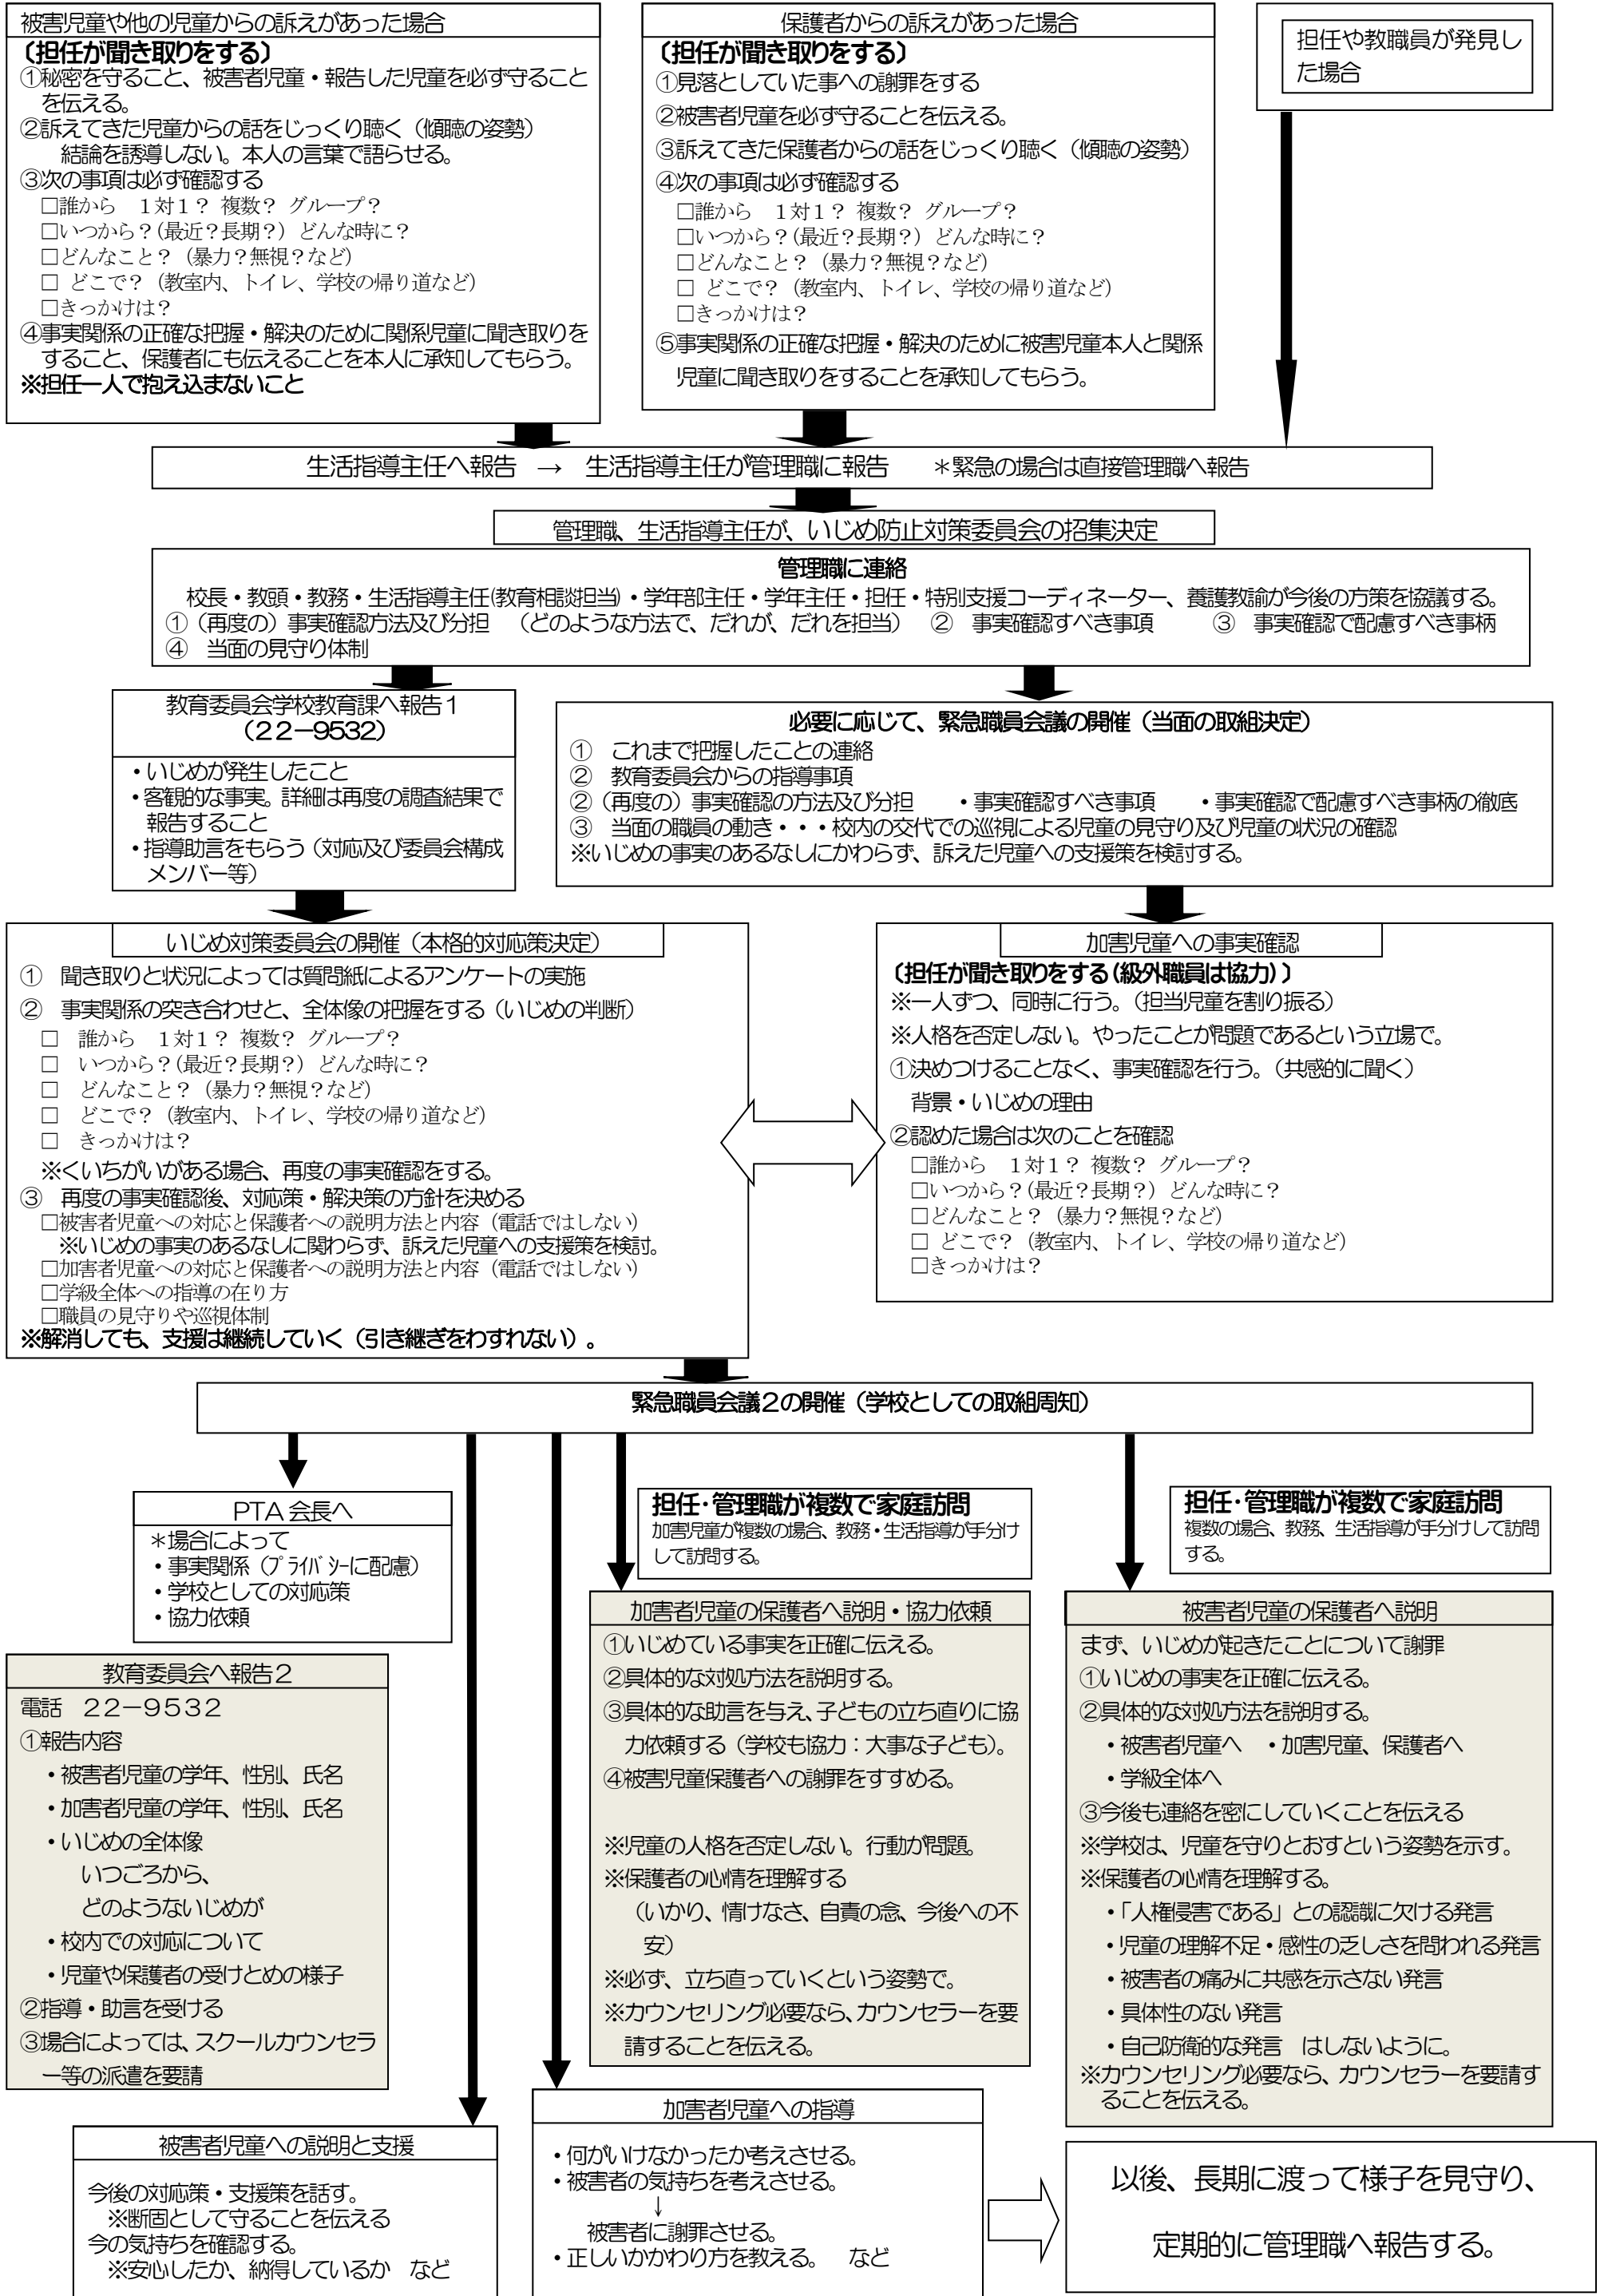 被害児童や他の児童からの訴えがあった場合
〔担任が聞き取りをする〕
①秘密を守ること、被害者児童・報告した児童を必ず守ること
を伝える。
②訴えてきた児童からの話をじっくり聴く（傾聴の姿勢）
結論を誘導しない。本人の言葉で語らせる。
③次の事項は必ず確認する
□誰から　１対１？ 複数？ グループ？
□いつから？(最近？長期？) どんな時に？
□どんなこと？（暴力？無視？など）
□ どこで？（教室内、トイレ、学校の帰り道など）
□きっかけは？
④事実関係の正確な把握・解決のために関係児童に聞き取りを
すること、保護者にも伝えることを本人に承知してもらう。
※担任一人で抱え込まないこと
保護者からの訴えがあった場合
〔担任が聞き取りをする〕
①見落としていた事への謝罪をする
②被害者児童を必ず守ることを伝える。
③訴えてきた保護者からの話をじっくり聴く（傾聴の姿勢）
④次の事項は必ず確認する
□誰から　１対１？ 複数？ グループ？
□いつから？(最近？長期？) どんな時に？
□どんなこと？（暴力？無視？など）
□ どこで？（教室内、トイレ、学校の帰り道など）
□きっかけは？
⑤事実関係の正確な把握・解決のために被害児童本人と関係
児童に聞き取りをすることを承知してもらう。
担任や教職員が発見し
た場合
生活指導主任へ報告　→　生活指導主任が管理職に報告　　＊緊急の場合は直接管理職へ報告
管理職、生活指導主任が、いじめ防止対策委員会の招集決定
管理職に連絡
校長・教頭・教務・生活指導主任(教育相談担当)・学年部主任・学年主任・担任・特別支援コーディネーター、養護教諭が今後の方策を協議する。
①（再度の）事実確認方法及び分担　（どのような方法で、だれが、だれを担当）　②　事実確認すべき事項　　　③　事実確認で配慮すべき事柄
④　当面の見守り体制
教育委員会学校教育課へ報告１
（２２－９５３２）
・いじめが発生したこと
・客観的な事実。詳細は再度の調査結果で
報告すること
・指導助言をもらう（対応及び委員会構成
メンバー等）
必要に応じて、緊急職員会議の開催（当面の取組決定）
①　これまで把握したことの連絡
②　教育委員会からの指導事項
②（再度の）事実確認の方法及び分担　　・事実確認すべき事項　　・事実確認で配慮すべき事柄の徹底
③　当面の職員の動き・・・校内の交代での巡視による児童の見守り及び児童の状況の確認
※いじめの事実のあるなしにかわらず、訴えた児童への支援策を検討する。
いじめ対策委員会の開催（本格的対応策決定）
①　聞き取りと状況によっては質問紙によるアンケートの実施
②　事実関係の突き合わせと、全体像の把握をする（いじめの判断）
□　誰から　１対１？ 複数？ グループ？
□　いつから？(最近？長期？) どんな時に？
□　どんなこと？（暴力？無視？など）
□　どこで？（教室内、トイレ、学校の帰り道など）
□　きっかけは？
※くいちがいがある場合、再度の事実確認をする。
③　再度の事実確認後、対応策・解決策の方針を決める
□被害者児童への対応と保護者への説明方法と内容（電話ではしない）
※いじめの事実のあるなしに関わらず、訴えた児童への支援策を検討。
□加害者児童への対応と保護者への説明方法と内容（電話ではしない）
□学級全体への指導の在り方
□職員の見守りや巡視体制
※解消しても、支援は継続していく（引き継ぎをわすれない）。
加害児童への事実確認
〔担任が聞き取りをする(級外職員は協力)〕
※一人ずつ、同時に行う。（担当児童を割り振る）
※人格を否定しない。やったことが問題であるという立場で。
①決めつけることなく、事実確認を行う。（共感的に聞く）
背景・いじめの理由
②認めた場合は次のことを確認
□誰から　１対１？ 複数？ グループ？
□いつから？(最近？長期？) どんな時に？
□どんなこと？（暴力？無視？など）
□ どこで？（教室内、トイレ、学校の帰り道など）
□きっかけは？
緊急職員会議２の開催（学校としての取組周知）
PTA 会長へ
＊場合によって
・事実関係（ﾌﾟﾗｲﾊﾞｼｰに配慮）
・学校としての対応策
・協力依頼
担任・管理職が複数で家庭訪問
加害児童が複数の場合、教務・生活指導が手分け
して訪問する。
担任・管理職が複数で家庭訪問
複数の場合、教務、生活指導が手分けして訪問
する。
教育委員会へ報告２
電話　２２－９５３２
①報告内容
・被害者児童の学年、性別、氏名
・加害者児童の学年、性別、氏名
・いじめの全体像
いつごろから、
どのようないじめが
・校内での対応について
・児童や保護者の受けとめの様子
②指導・助言を受ける
③場合によっては、スクールカウンセラ
ー等の派遣を要請
加害者児童の保護者へ説明・協力依頼
①いじめている事実を正確に伝える。
②具体的な対処方法を説明する。
③具体的な助言を与え、子どもの立ち直りに協
力依頼する（学校も協力：大事な子ども）。
④被害児童保護者への謝罪をすすめる。
※児童の人格を否定しない。行動が問題。
※保護者の心情を理解する
（いかり、情けなさ、自責の念、今後への不
安）
※必ず、立ち直っていくという姿勢で。
※カウンセリング必要なら、カウンセラーを要
請することを伝える。
被害者児童の保護者へ説明
まず、いじめが起きたことについて謝罪
①いじめの事実を正確に伝える。
②具体的な対処方法を説明する。
・被害者児童へ　・加害児童、保護者へ
・学級全体へ
③今後も連絡を密にしていくことを伝える
※学校は、児童を守りとおすという姿勢を示す。
※保護者の心情を理解する。
・「人権侵害である」との認識に欠ける発言
・児童の理解不足・感性の乏しさを問われる発言
・被害者の痛みに共感を示さない発言
・具体性のない発言
・自己防衛的な発言　はしないように。
※カウンセリング必要なら、カウンセラーを要請す
ることを伝える。
被害者児童への説明と支援
今後の対応策・支援策を話す。
※断固として守ることを伝える
今の気持ちを確認する。
※安心したか、納得しているか　など
加害者児童への指導
・何がいけなかったか考えさせる。
・被害者の気持ちを考えさせる。
↓
被害者に謝罪させる。
・正しいかかわり方を教える。　など
以後、長期に渡って様子を見守り、
定期的に管理職へ報告する。